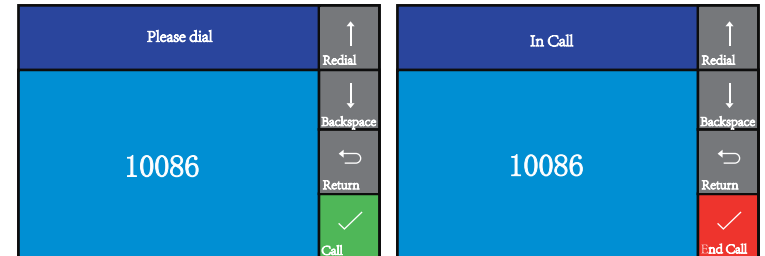 Please dial
Redial
Backspace
10086
Return
Call
In Call
Redial
Backspace
10086
Return
End Call